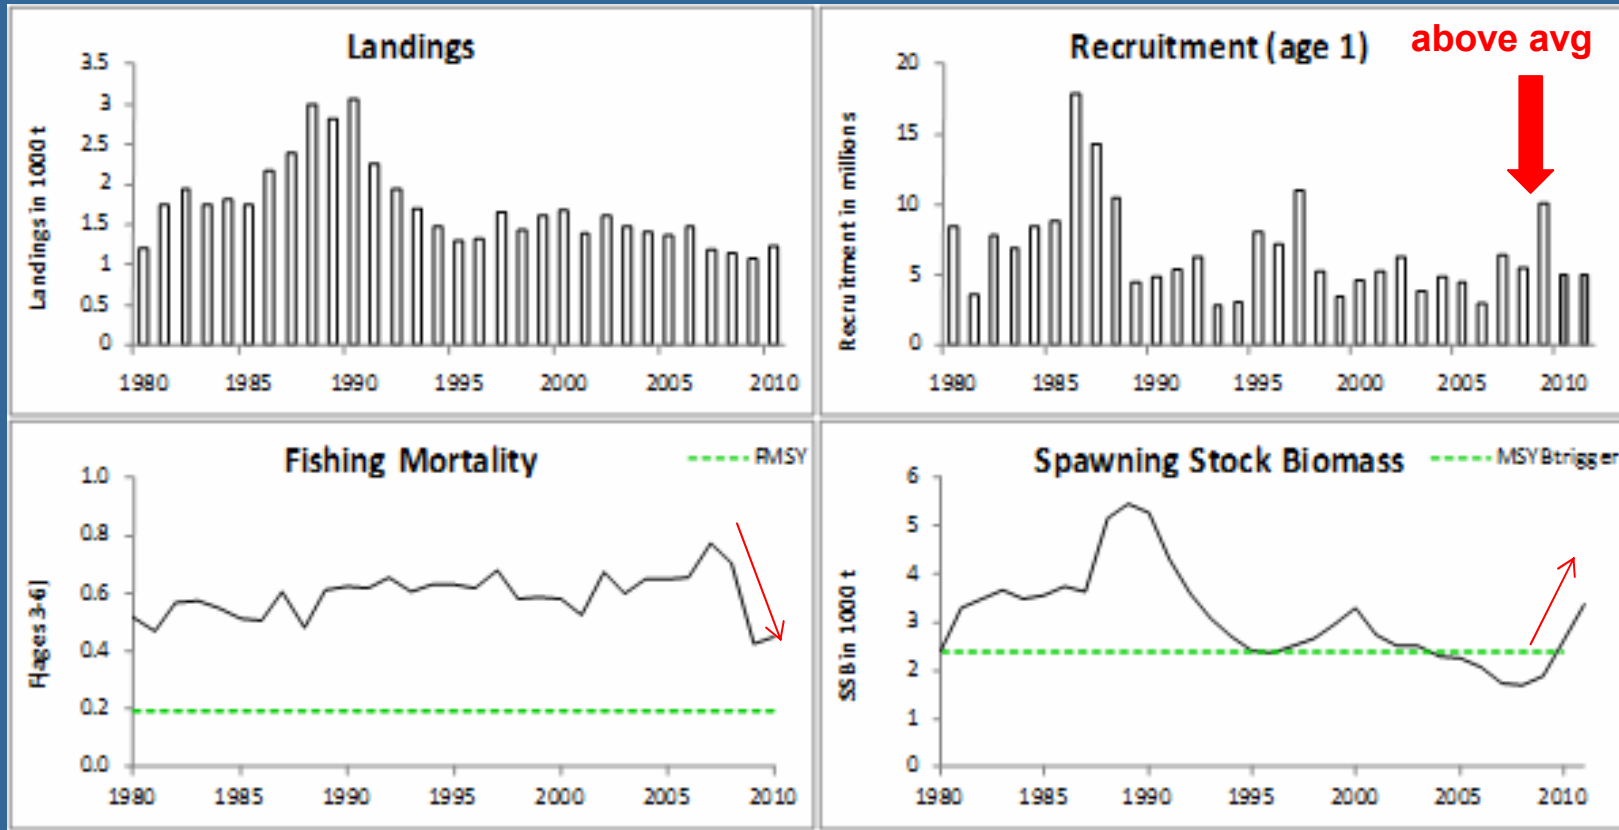 Landings
3.5
3
2.5
2
1.5
1
0.5
0
Landings in 1000 t
1980 1985 1990 1995 2000 2005 2010
Recruitment (age 1)
above avg
20
15
10
5
0
Recruitment in millions
1980 1985 1990 1995 2000 2005 2010
Fishing Mortality
FMSY
1.0
0.8
0.6
0.4
0.2
0.0
F(ages 3-6)
1980 1985 1990 1995 2000 2005 2010
Spawning Stock Biomass
MSYBtrigger
6
5
4
3
2
1
0
SSB in 1000 t
1980 1985 1990 1995 2000 2005 2010